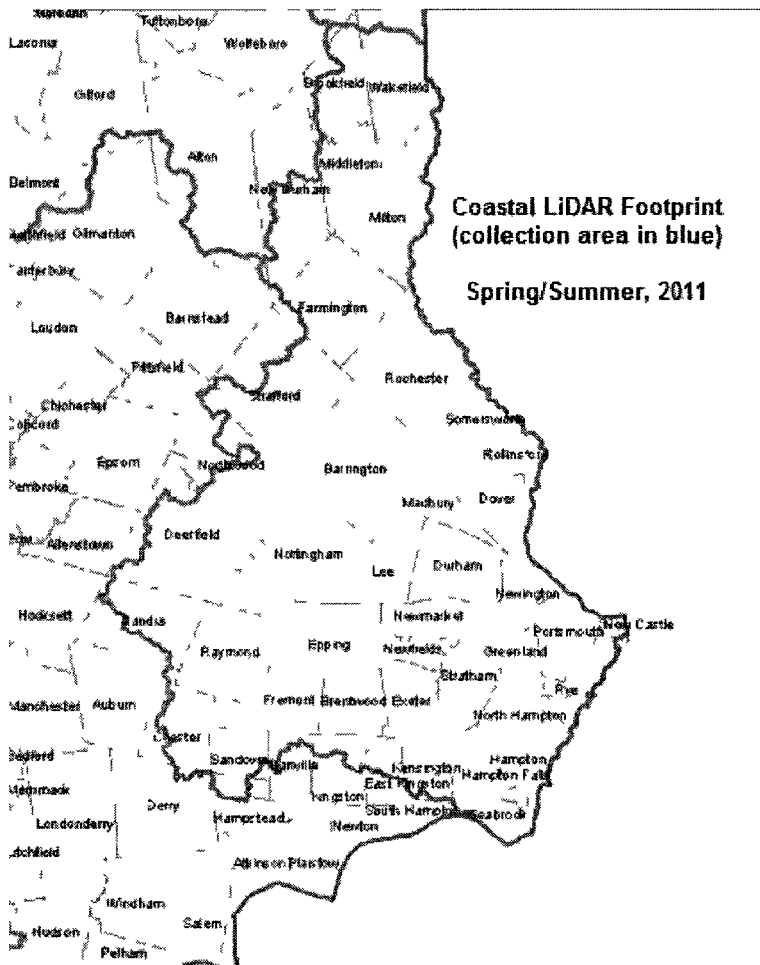 Tuftonboro
Laconia
Wolfeboro
Brookfield
Wakefield
Gilford
Alton
Middleton
Belmont
New Durham
Milton
Coastal LiDAR Footprint
(collection area in blue)
Gilmanton
Spring/Summer, 2011
Farmington
Barnstead
Loudon
Pittsfield
Rochester
Strafford
Chichester
Somersworth
Rollinsford
Epsom
Northwood
Barrington
Pembroke
Madbury
Dover
Deerfield
Allenstown
Nottingham
Durham
Lee
Newington
Hooksett
Candia
Newmarket
New Castle
Portsmouth
Raymond
Epping
Newfields
Greenland
Stratham
Rye
Manchester
Auburn
Fremont
Brentwood
Exeter
North Hampton
Chester
Sandown
Danville
Hampton
Kensington
Hampton Falls
East Kingston
Merrimack
Derry
Kingston
Hampstead
South Hampton
Seabrook
Londonderry
Newton
Atkinson
Plaistow
Windham
Salem
Hudson
Pelham